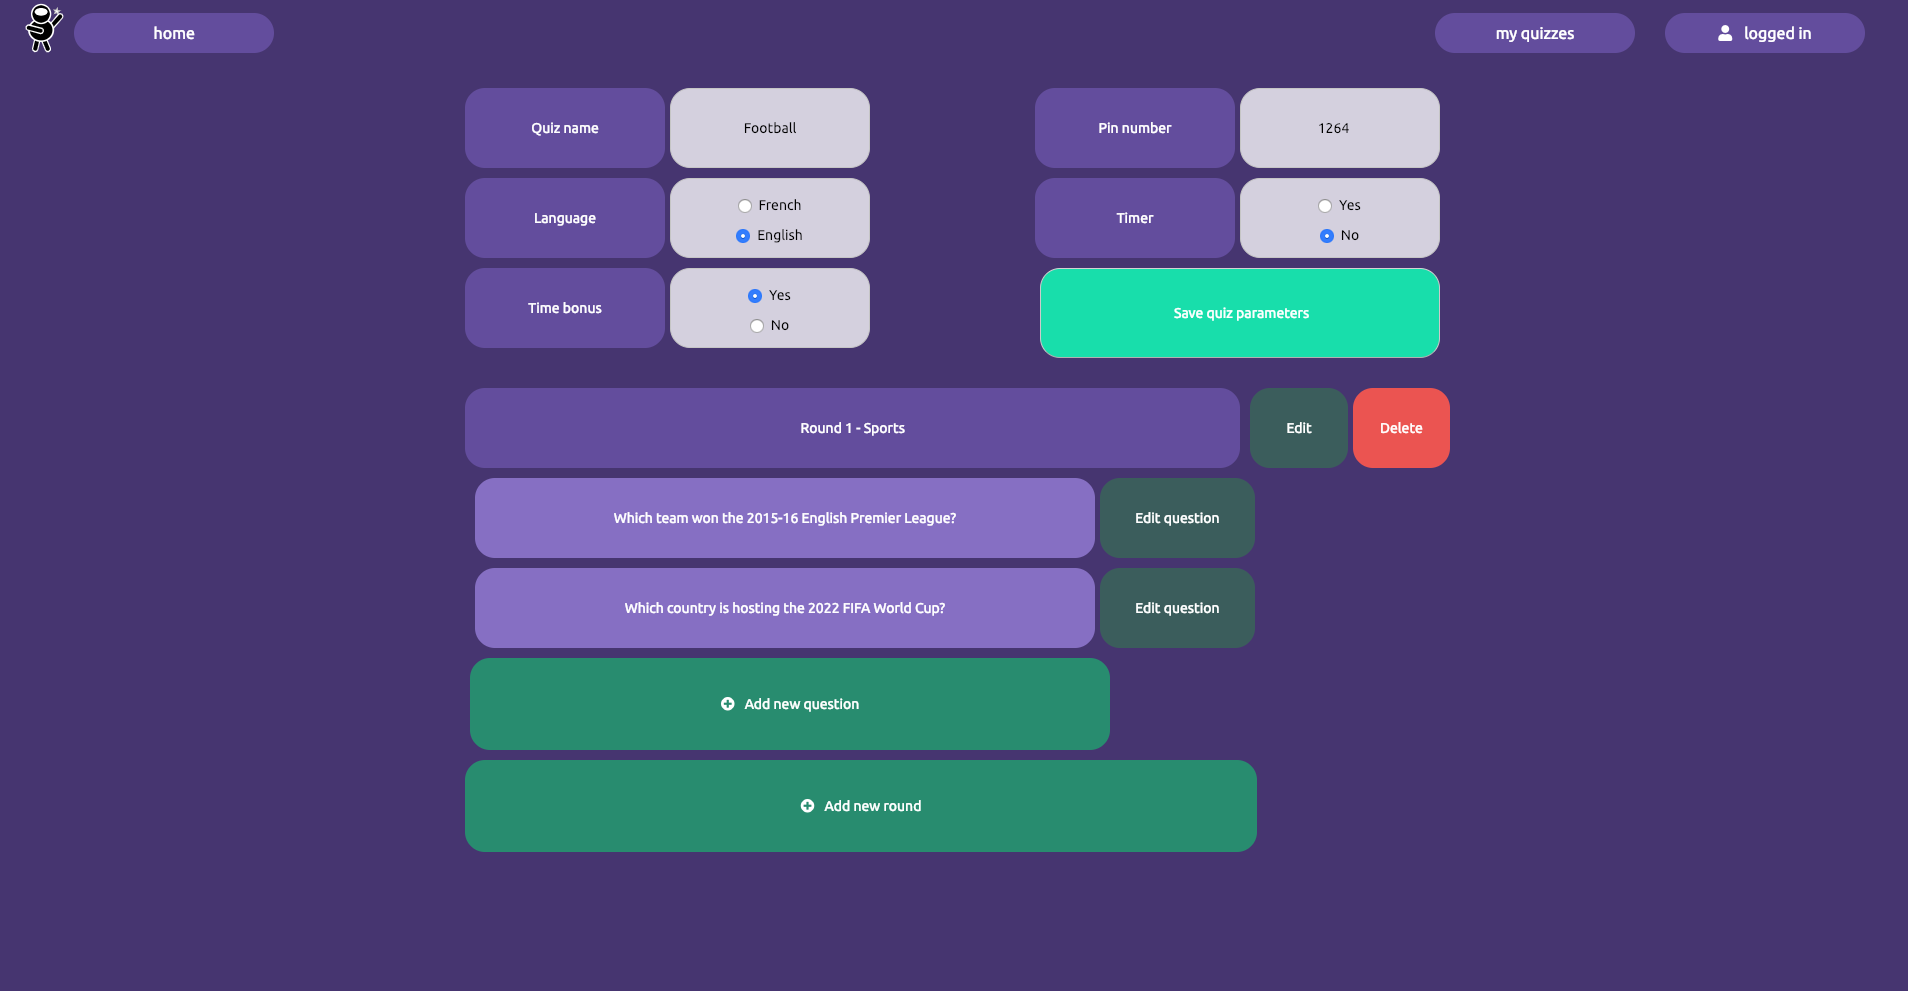 home
my quizzes
logged in
Quiz name
Football
Pin number
1264
Language
French
English
Timer
Yes
No
Time bonus
Yes
No
Save quiz parameters
Round 1 - Sports
Edit
Delete
Which team won the 2015-16 English Premier League?
Edit question
Which country is hosting the 2022 FIFA World Cup?
Edit question
Add new question
Add new round